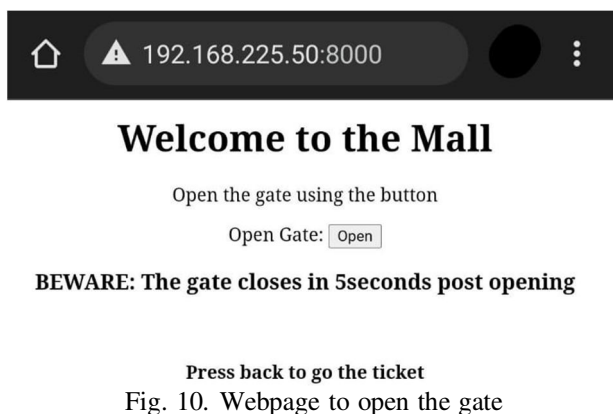 192.168.225.50:8000
Welcome to the Mall
Open the gate using the button
Open Gate: Open
BEWARE: The gate closes in 5seconds post opening
Press back to go the ticket
Fig. 10. Webpage to open the gate